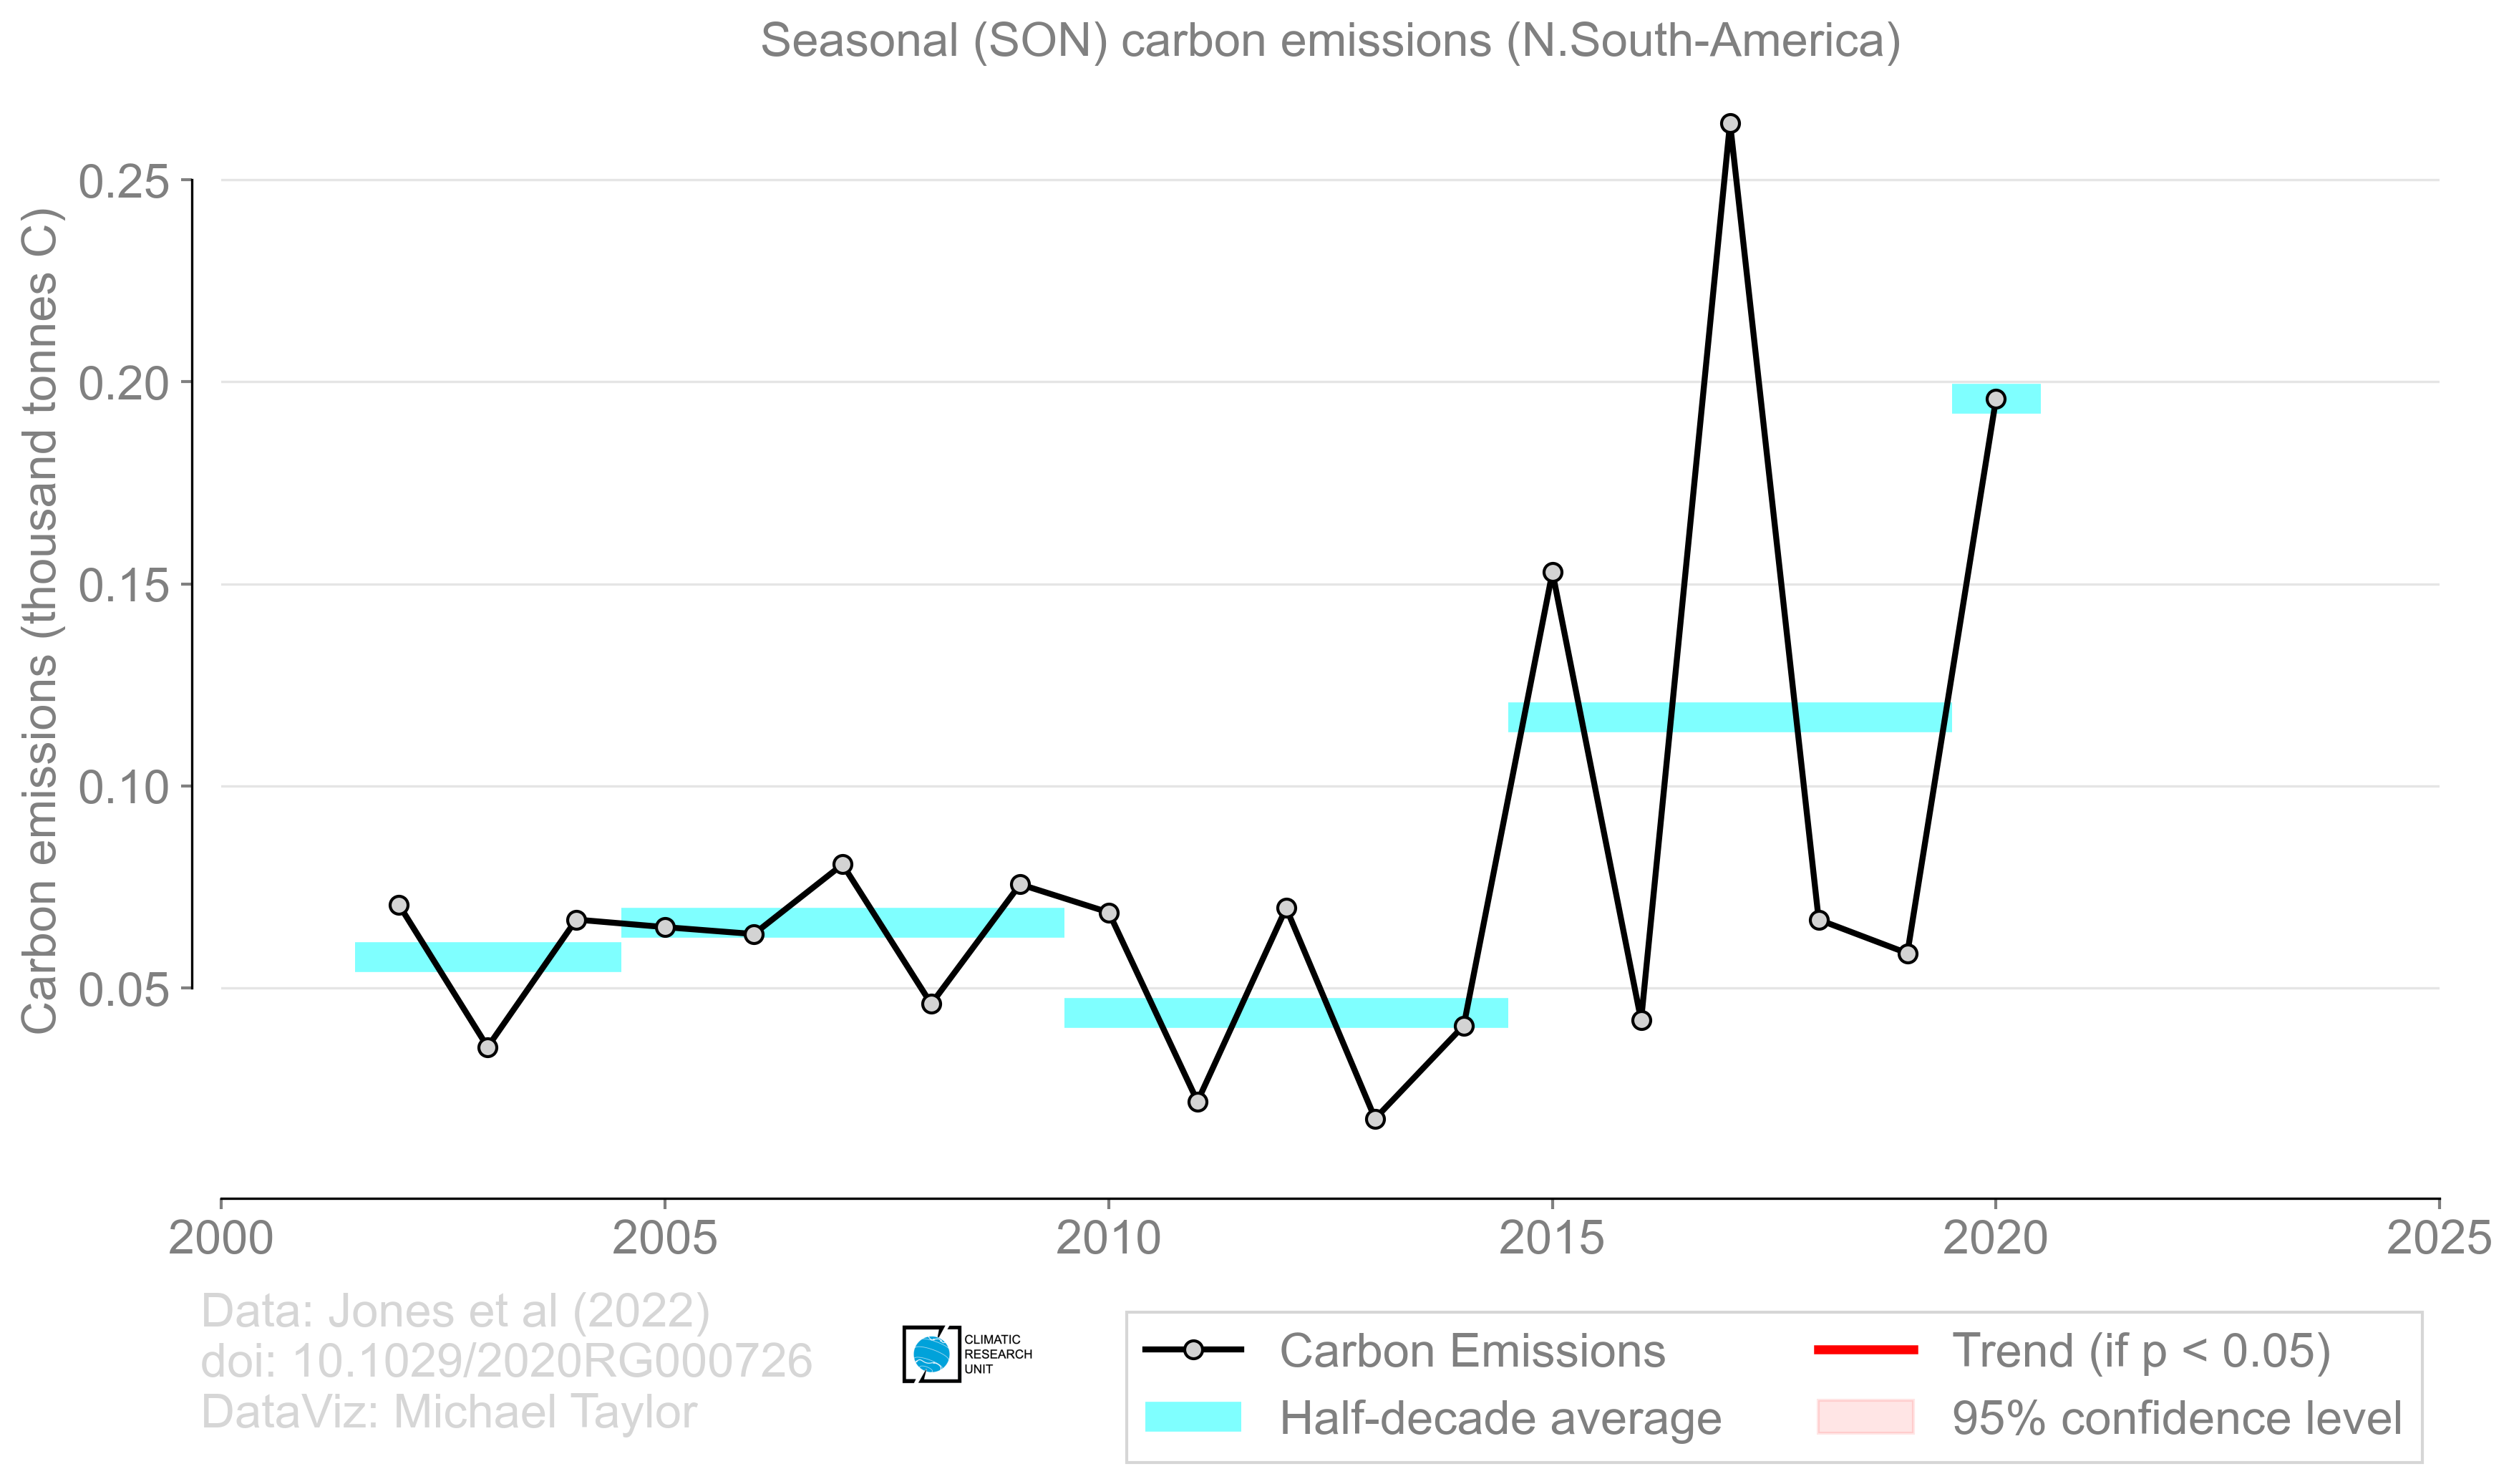 Seasonal (SON) carbon emissions (N.South-America)
Carbon emissions (thousand tonnes C)
0.25
0.20
0.15
0.10
0.05
2000 2005 2010 2015 2020 2025
Data: Jones et al (2022)
doi: 10.1029/2020RG000726
DataViz: Michael Taylor
CLIMATIC
RESEARCH
UNIT
Carbon Emissions
Half-decade average
Trend (if p < 0.05)
95% confidence level